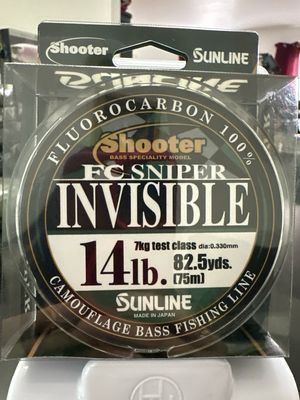 Shooter
SUNLINE
SUNLINE
FLUOROCARBON 100%
Shooter
BASS SPECIALITY MODEL
FC SNIPER
INVISIBLE
7kg test class dia:0.330mm
14lb. 82.5yds.
[75m]
SUNLINE
MADE IN JAPAN
CAMOUFLAGE BASS FISHING LINE